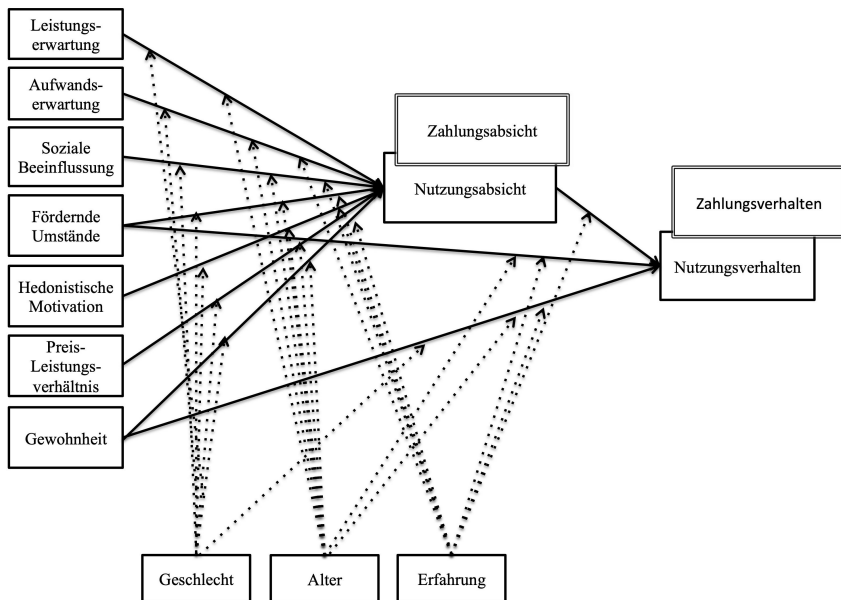 Leistungs-
erwartung
Aufwands-
erwartung
Soziale
Beeinflussung
Fördernde
Umstände
Hedonistische
Motivation
Preis-
Leistungs-
verhältnis
Gewohnheit
Zahlungsabsicht
Nutzungsabsicht
Zahlungsverhalten
Nutzungsverhalten
Geschlecht
Alter
Erfahrung